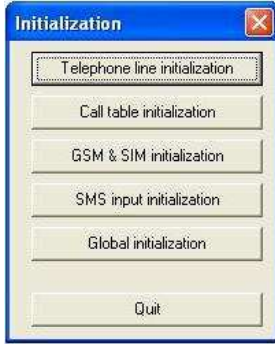 Initialization
Telephone line initialization
Call table initialization
GSM & SIM initialization
SMS input initialization
Global initialization
Quit